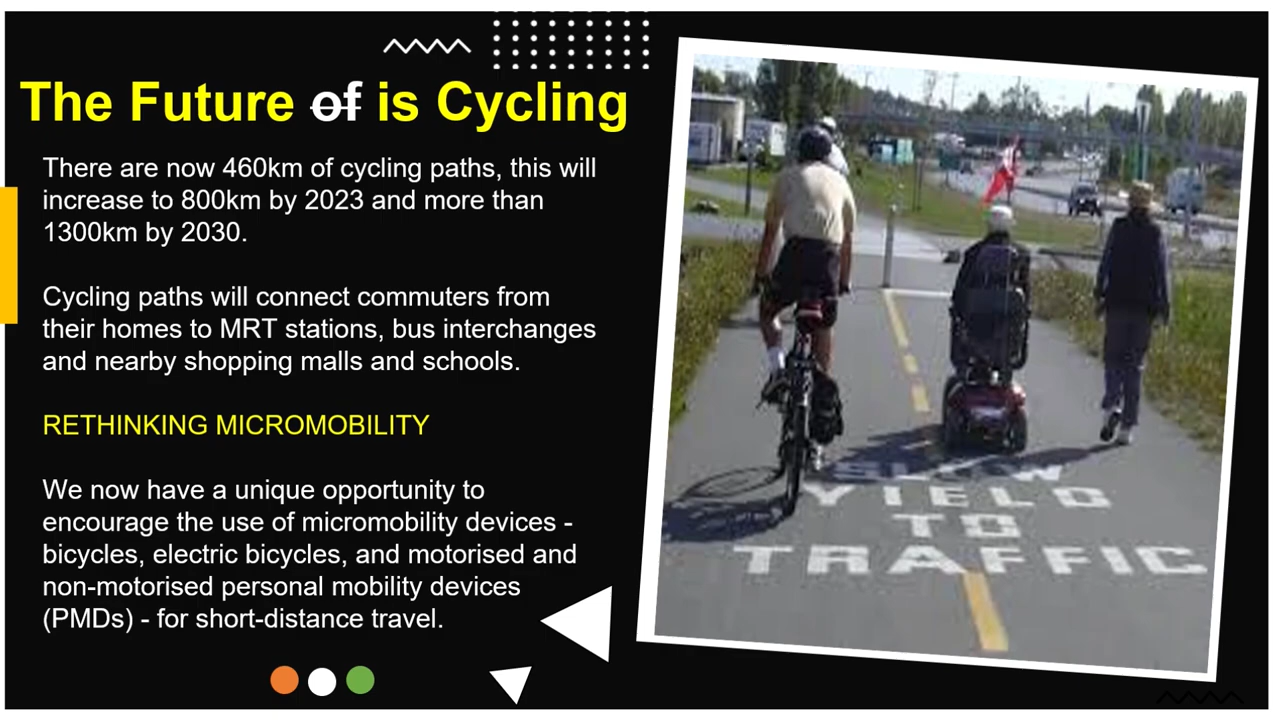 The Future of is Cycling
There are now 460km of cycling paths, this will
increase to 800km by 2023 and more than
1300km by 2030.
Cycling paths will connect commuters from
their homes to MRT stations, bus interchanges
and nearby shopping malls and schools.
RETHINKING MICROMOBILITY
We now have a unique opportunity to
encourage the use of micromobility devices -
bicycles, electric bicycles, and motorised and
non-motorised personal mobility devices
(PMDs) - for short-distance travel.
SLOW
YIELD
TO
TRAFFIC